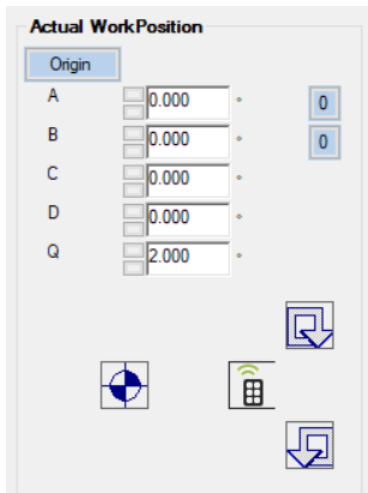 Actual WorkPosition
Origin
A 0.000 ° 0
B 0.000 ° 0
C 0.000 °
D 0.000 °
Q 2.000 °